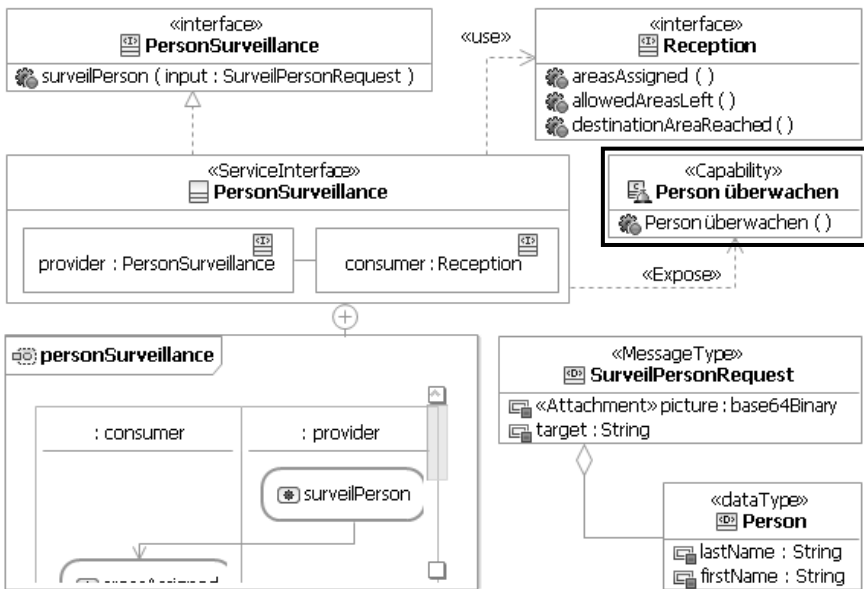 «interface»
PersonSurveillance
surveilPerson ( input : SurveilPersonRequest )
«use»
«interface»
Reception
areasAssigned ( )
allowedAreasLeft ( )
destinationAreaReached ( )
«ServiceInterface»
PersonSurveillance
provider : PersonSurveillance
consumer : Reception
«Capability»
Person überwachen
Person überwachen ( )
«Expose»
personSurveillance
: consumer
: provider
surveilPerson
areasAssigned
«MessageType»
SurveilPersonRequest
«Attachment» picture : base64Binary
target : String
«dataType»
Person
lastName : String
firstName : String